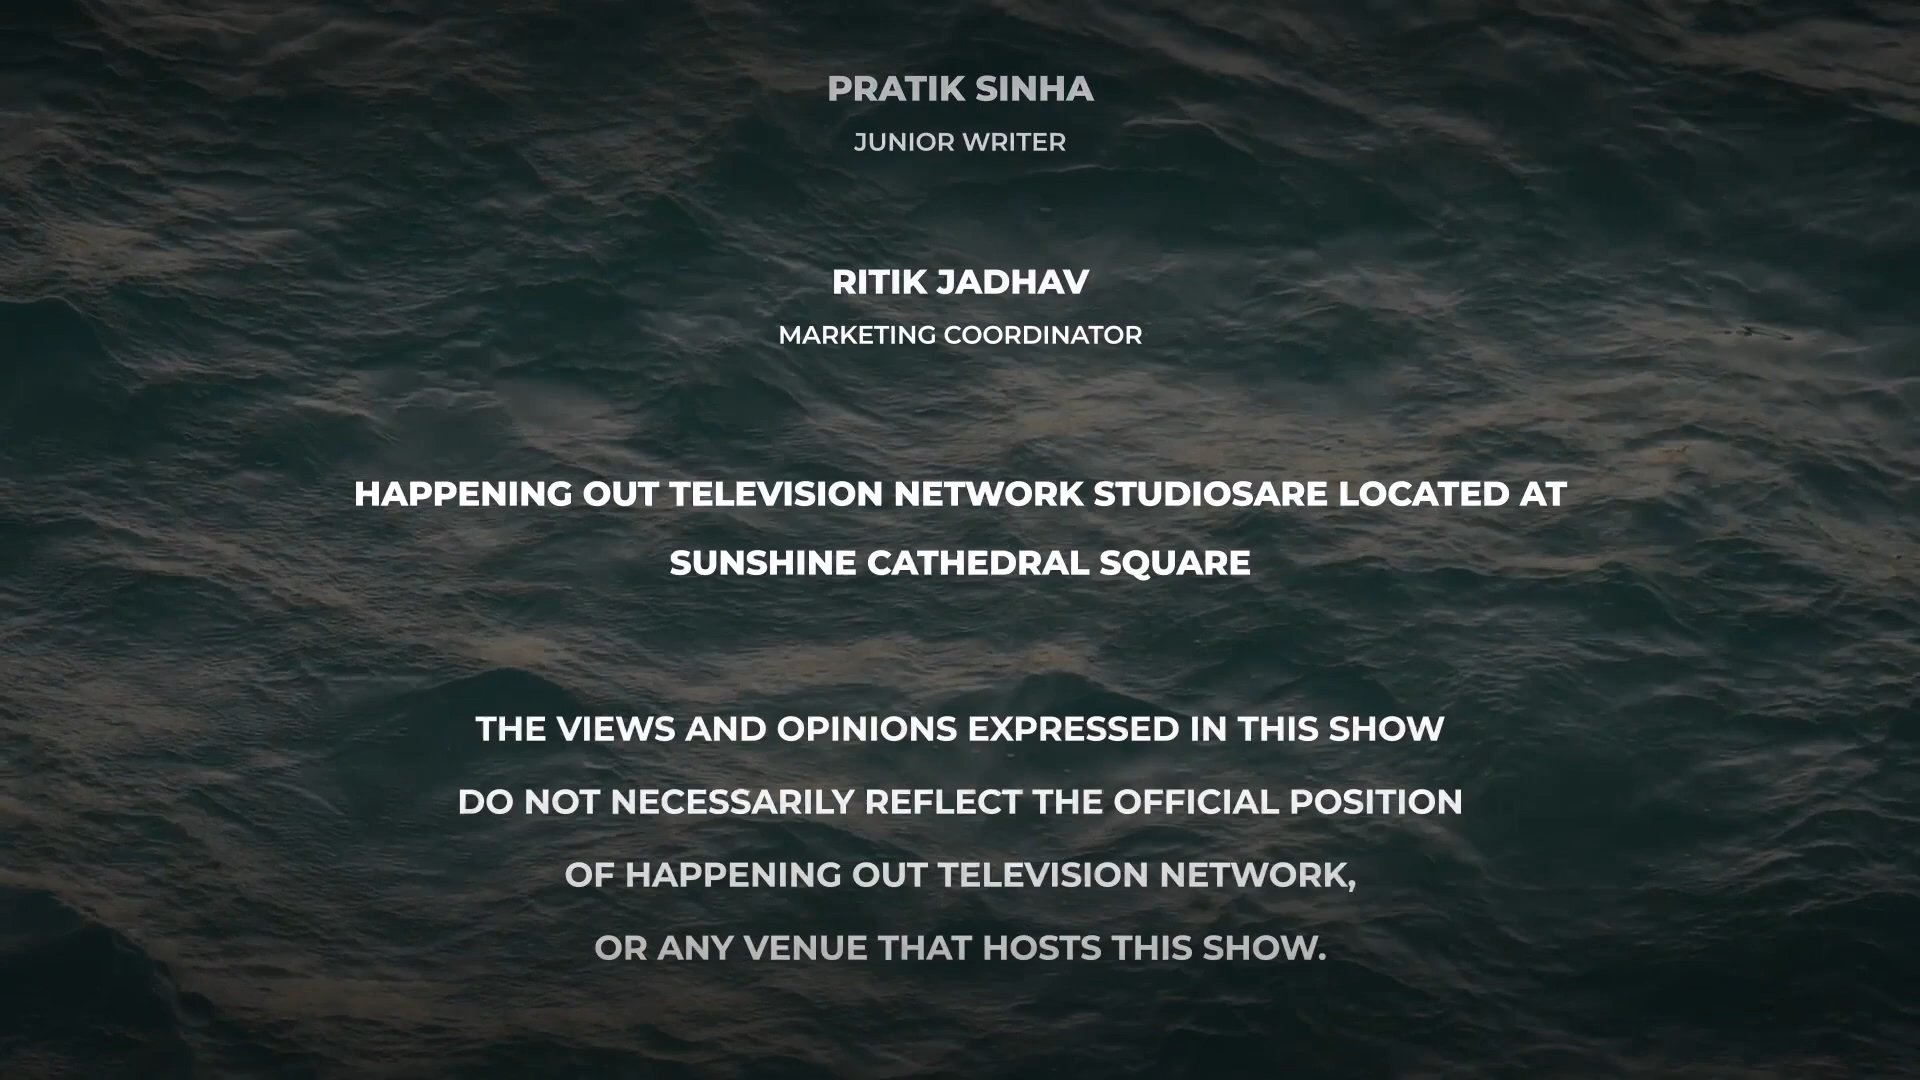 PRATIK SINHA
JUNIOR WRITER
RITIK JADHAV
MARKETING COORDINATOR
HAPPENING OUT TELEVISION NETWORK STUDIOSARE LOCATED AT
SUNSHINE CATHEDRAL SQUARE
THE VIEWS AND OPINIONS EXPRESSED IN THIS SHOW
DO NOT NECESSARILY REFLECT THE OFFICIAL POSITION
OF HAPPENING OUT TELEVISION NETWORK,
OR ANY VENUE THAT HOSTS THIS SHOW.